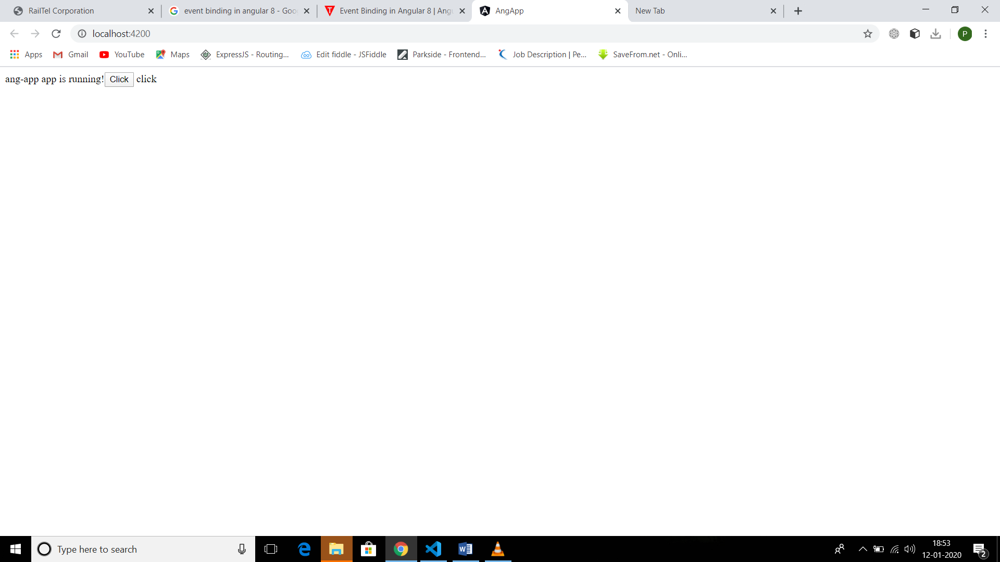 RailTel Corporation
event binding in angular 8 - Goo
Event Binding in Angular 8 | Ang
AngApp
New Tab
localhost:4200
P
Apps
Gmail
YouTube
Maps
ExpressJS - Routing...
Edit fiddle - JSFiddle
Parkside - Frontend...
Job Description | Pe...
SaveFrom.net - Onli...
ang-app app is running! Click click
Type here to search
18:53
12-01-2020
2